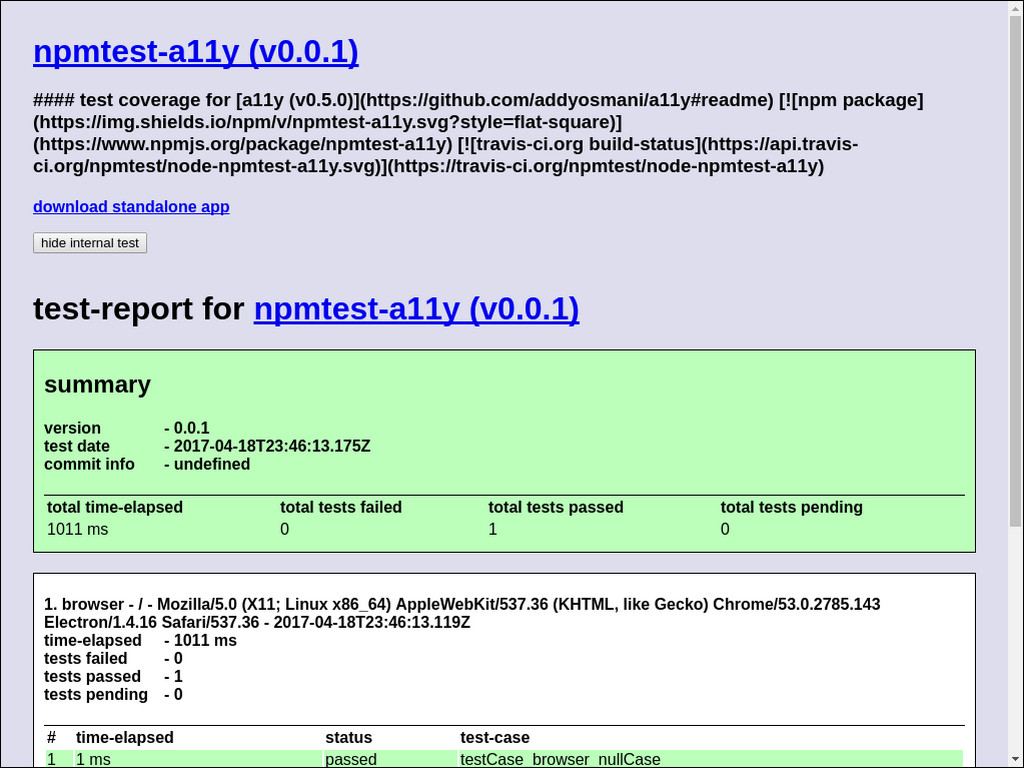 npmtest-a11y (v0.0.1)
#### test coverage for [a11y (v0.5.0)](https://github.com/addyosmani/a11y#readme) [![npm package]
(https://img.shields.io/npm/v/npmtest-a11y.svg?style=flat-square)]
(https://www.npmjs.org/package/npmtest-a11y) [![travis-ci.org build-status](https://api.travis-
ci.org/npmtest/node-npmtest-a11y.svg)](https://travis-ci.org/npmtest/node-npmtest-a11y)
download standalone app
hide internal test
test-report for npmtest-a11y (v0.0.1)
summary
version - 0.0.1
test date - 2017-04-18T23:46:13.175Z
commit info - undefined
total time-elapsed total tests failed total tests passed total tests pending
1011 ms 0 1 0
1. browser - / - Mozilla/5.0 (X11; Linux x86_64) AppleWebKit/537.36 (KHTML, like Gecko) Chrome/53.0.2785.143
Electron/1.4.16 Safari/537.36 - 2017-04-18T23:46:13.119Z
time-elapsed - 1011 ms
tests failed - 0
tests passed - 1
tests pending - 0
# time-elapsed status test-case
1 1 ms passed testCase_browser_nullCase